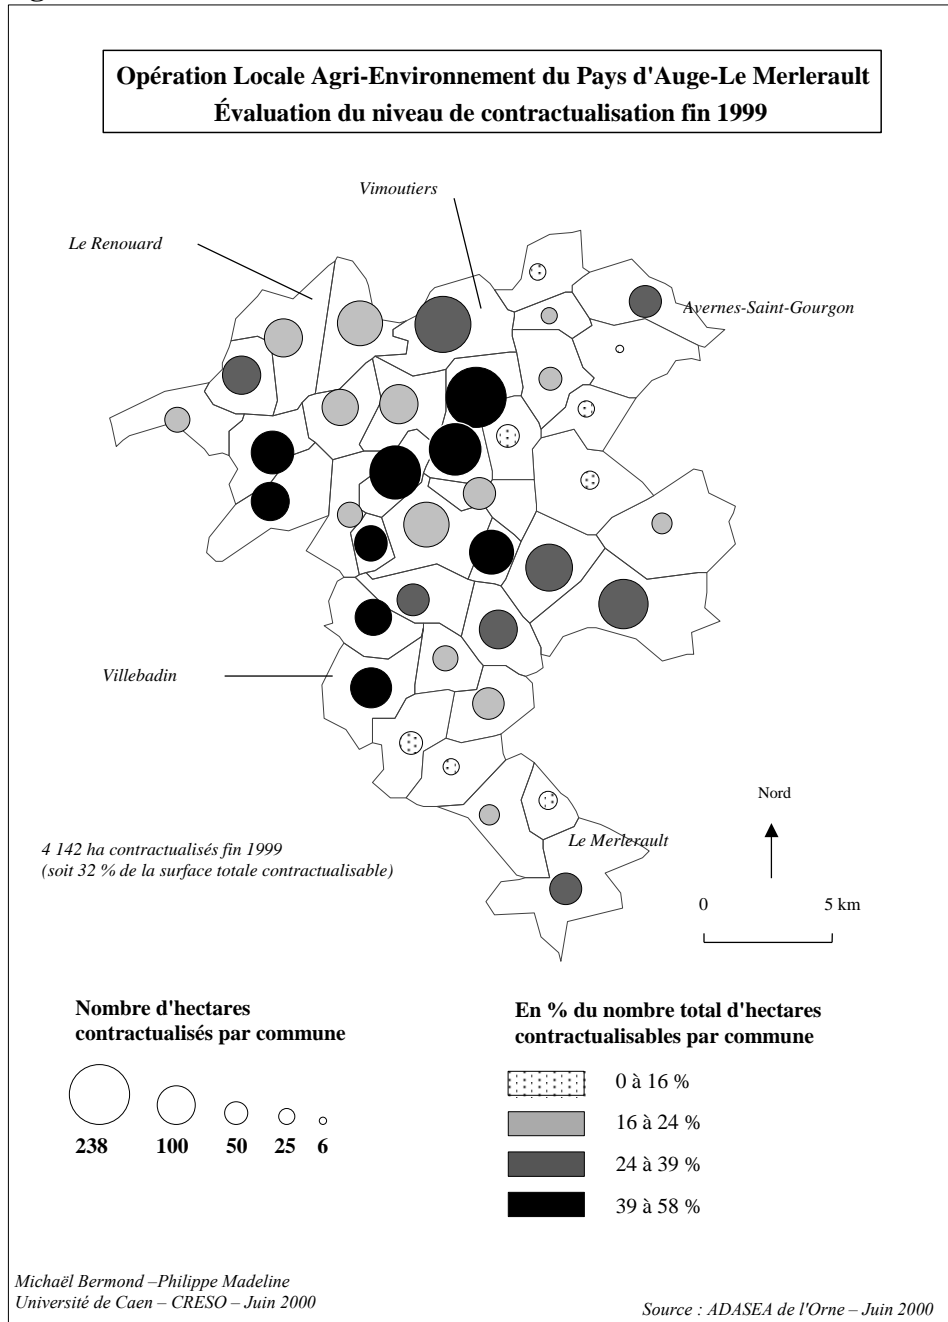 Opération Locale Agri-Environnement du Pays d'Auge-Le Merlerault
Évaluation du niveau de contractualisation fin 1999
Vimoutiers
Le Renouard
Avernes-Saint-Gourgon
Villebadin
Nord
4 142 ha contractualisés fin 1999
(soit 32 % de la surface totale contractualisable)
Le Merlerault
0 5 km
Nombre d'hectares
contractualisés par commune
238 100 50 25 6
En % du nombre total d'hectares
contractualisables par commune
0 à 16 %
16 à 24 %
24 à 39 %
39 à 58 %
Michaël Bermond –Philippe Madeline
Université de Caen – CRESO – Juin 2000
Source : ADASEA de l'Orne – Juin 2000